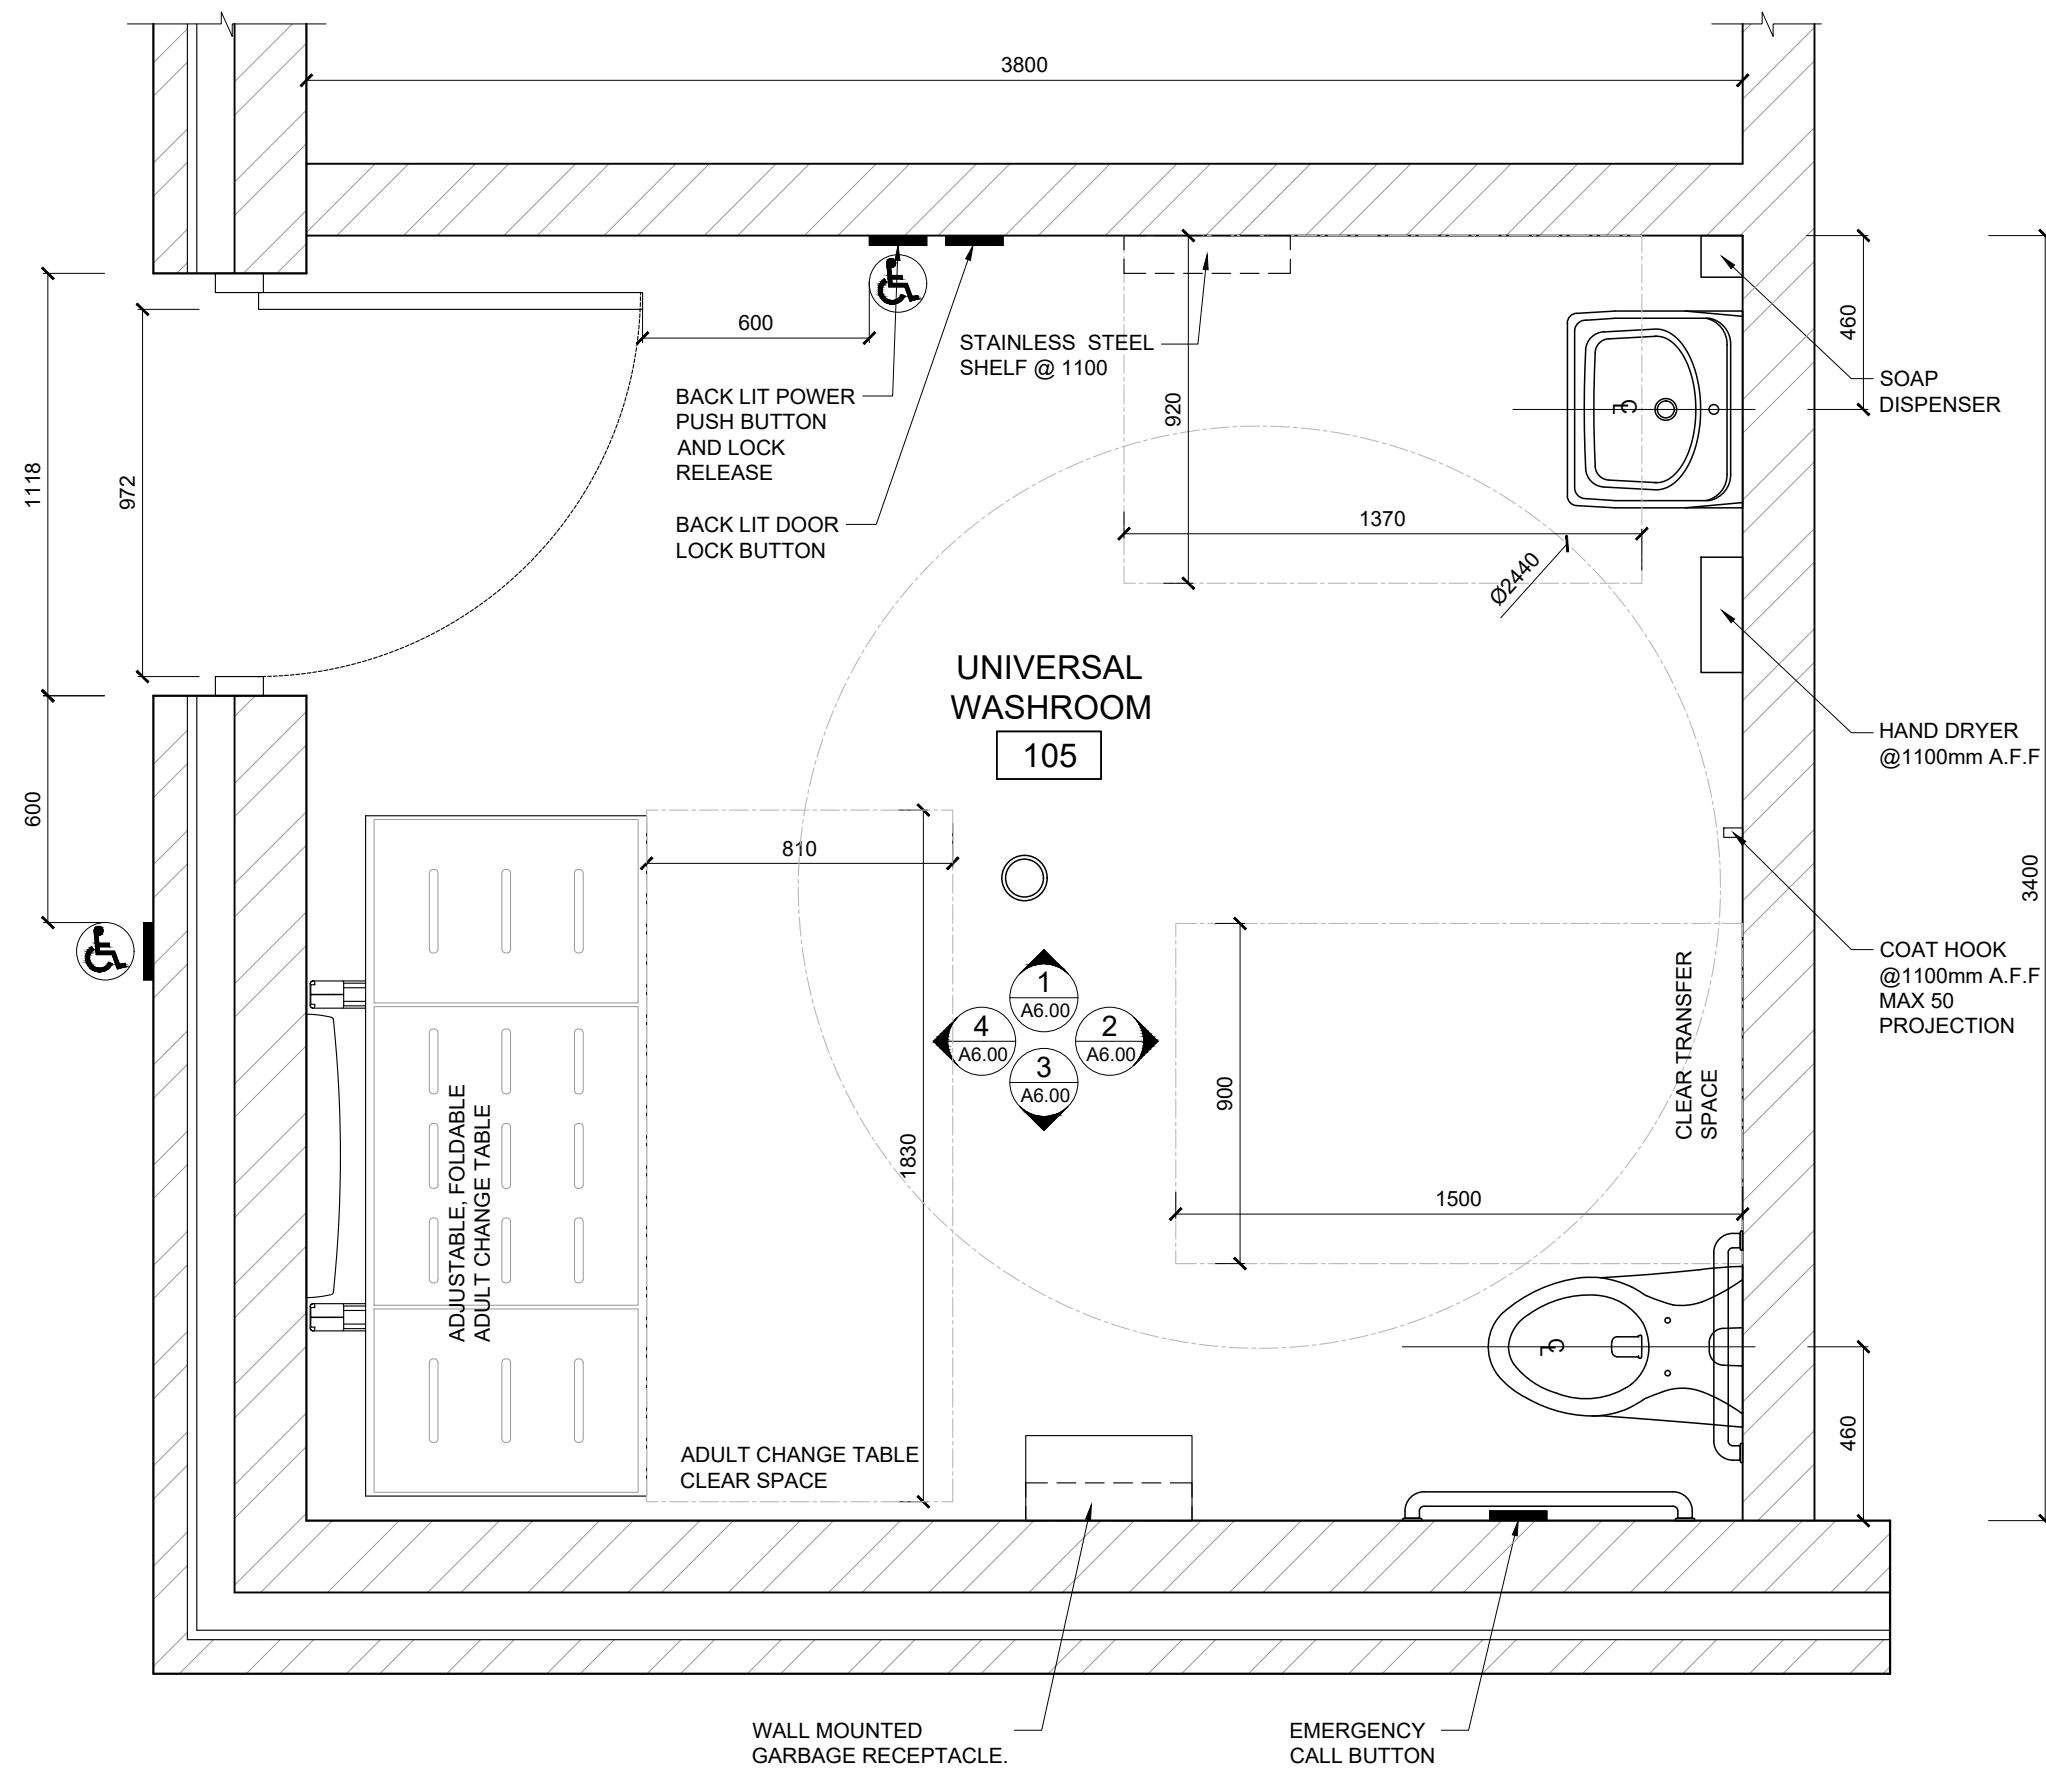 3800
600
STAINLESS STEEL
SHELF @ 1100
460
BACK LIT POWER
PUSH BUTTON
AND LOCK
RELEASE
SOAP
DISPENSER
920
1118
972
BACK LIT DOOR
LOCK BUTTON
1370
Ø2440
UNIVERSAL
WASHROOM
105
HAND DRYER
@1100mm A.F.F
600
810
3400
COAT HOOK
@1100mm A.F.F
MAX 50
PROJECTION
1
A6.00
4
A6.00
2
A6.00
3
A6.00
CLEAR TRANSFER
SPACE
900
1830
1500
ADJUSTABLE, FOLDABLE
ADULT CHANGE TABLE
CL
CL
460
ADULT CHANGE TABLE
CLEAR SPACE
WALL MOUNTED
GARBAGE RECEPTACLE.
EMERGENCY
CALL BUTTON